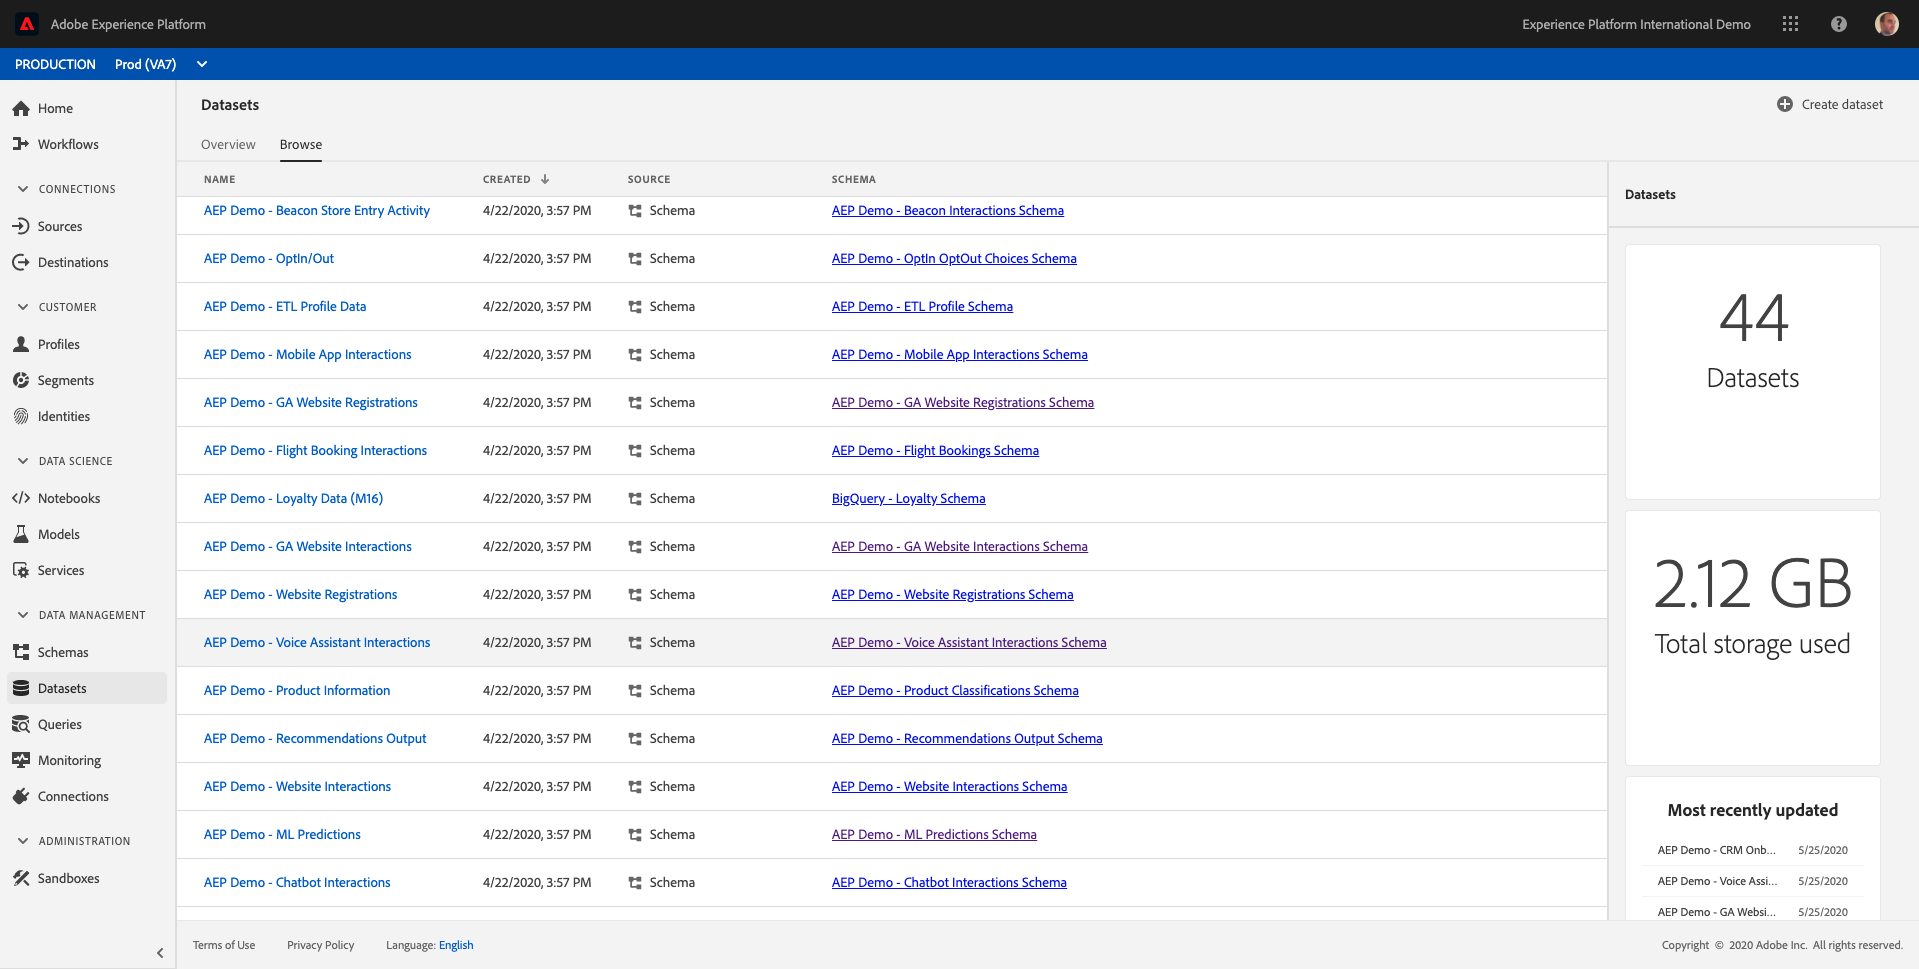 Adobe Experience Platform
Experience Platform International Demo
PRODUCTION Prod (VA7)
Home
Workflows
CONNECTIONS
Sources
Destinations
CUSTOMER
Profiles
Segments
Identities
DATA SCIENCE
Notebooks
Models
Services
DATA MANAGEMENT
Schemas
Datasets
Queries
Monitoring
Connections
ADMINISTRATION
Sandboxes
Datasets
Create dataset
Overview Browse
NAME CREATED SOURCE SCHEMA
AEP Demo - Beacon Store Entry Activity 4/22/2020, 3:57 PM Schema AEP Demo - Beacon Interactions Schema
AEP Demo - OptIn/Out 4/22/2020, 3:57 PM Schema AEP Demo - OptIn OptOut Choices Schema
AEP Demo - ETL Profile Data 4/22/2020, 3:57 PM Schema AEP Demo - ETL Profile Schema
AEP Demo - Mobile App Interactions 4/22/2020, 3:57 PM Schema AEP Demo - Mobile App Interactions Schema
AEP Demo - GA Website Registrations 4/22/2020, 3:57 PM Schema AEP Demo - GA Website Registrations Schema
AEP Demo - Flight Booking Interactions 4/22/2020, 3:57 PM Schema AEP Demo - Flight Bookings Schema
AEP Demo - Loyalty Data (M16) 4/22/2020, 3:57 PM Schema BigQuery - Loyalty Schema
AEP Demo - GA Website Interactions 4/22/2020, 3:57 PM Schema AEP Demo - GA Website Interactions Schema
AEP Demo - Website Registrations 4/22/2020, 3:57 PM Schema AEP Demo - Website Registrations Schema
AEP Demo - Voice Assistant Interactions 4/22/2020, 3:57 PM Schema AEP Demo - Voice Assistant Interactions Schema
AEP Demo - Product Information 4/22/2020, 3:57 PM Schema AEP Demo - Product Classifications Schema
AEP Demo - Recommendations Output 4/22/2020, 3:57 PM Schema AEP Demo - Recommendations Output Schema
AEP Demo - Website Interactions 4/22/2020, 3:57 PM Schema AEP Demo - Website Interactions Schema
AEP Demo - ML Predictions 4/22/2020, 3:57 PM Schema AEP Demo - ML Predictions Schema
AEP Demo - Chatbot Interactions 4/22/2020, 3:57 PM Schema AEP Demo - Chatbot Interactions Schema
Datasets
44
Datasets
2.12 GB
Total storage used
Most recently updated
AEP Demo - CRM Onb... 5/25/2020
AEP Demo - Voice Assi... 5/25/2020
AEP Demo - GA Websi... 5/25/2020
Terms of Use Privacy Policy Language: English
Copyright © 2020 Adobe Inc. All rights reserved.